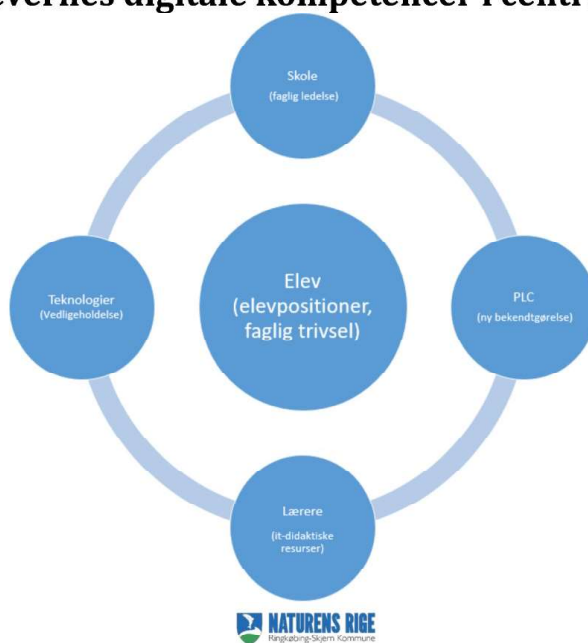 evernes digitale kompetencer i centr
Skole
(faglig ledelse)
Elev
(elevpositioner,
faglig trivsel)
Teknologier
(Vedligeholdelse)
PLC
(ny bekendtgørelse)
Lærere
(it-didaktiske
resurser)
NATURENS RIGE
Ringkøbing-Skjern Kommune